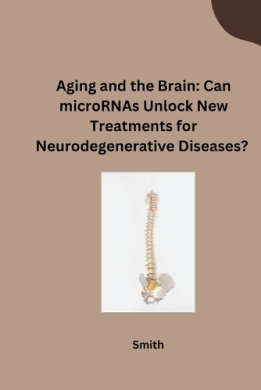 Aging and the Brain: Can
microRNAs Unlock New
Treatments for
Neurodegenerative Diseases?
Smith